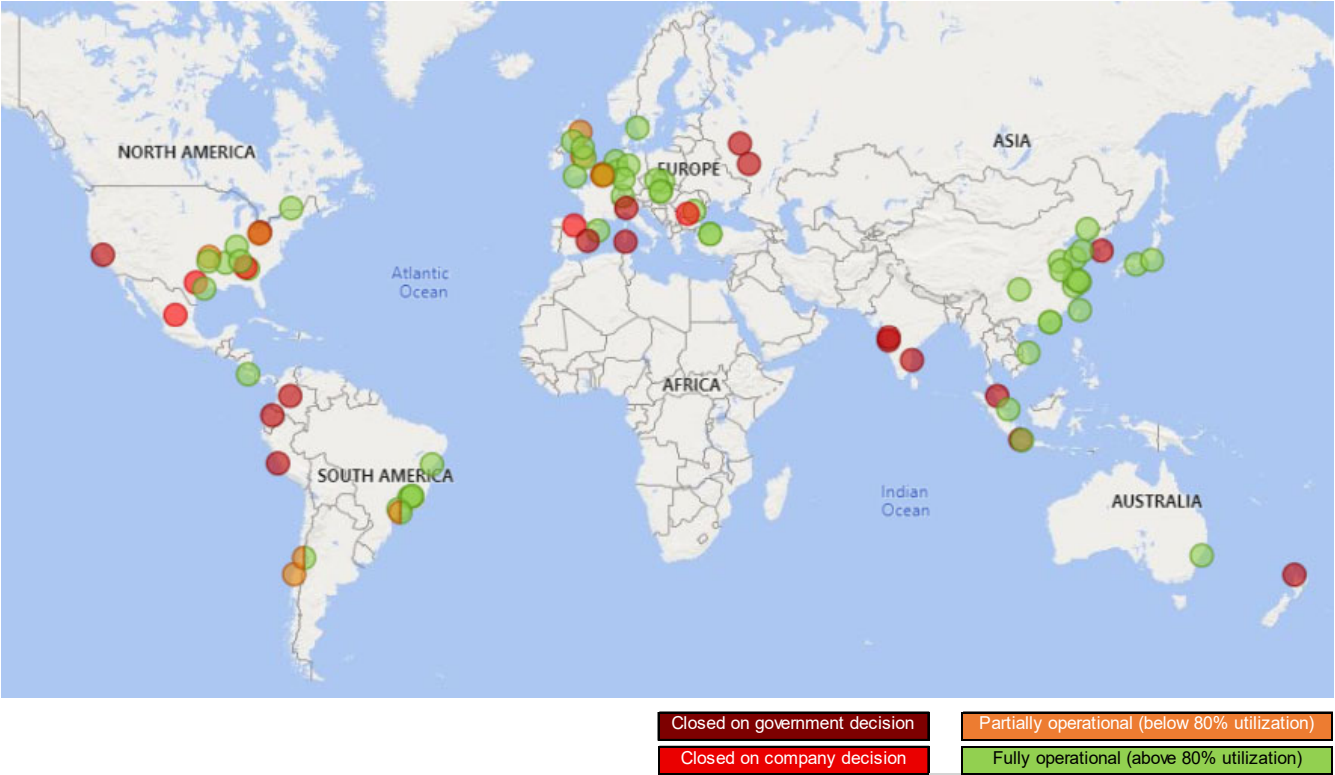 ASIA
NORTH AMERICA
EUROPE
Atlantic
Ocean
AFRICA
SOUTH AMERICA
Indian
Ocean
AUSTRALIA
Closed on government decision
Partially operational (below 80% utilization)
Closed on company decision
Fully operational (above 80% utilization)